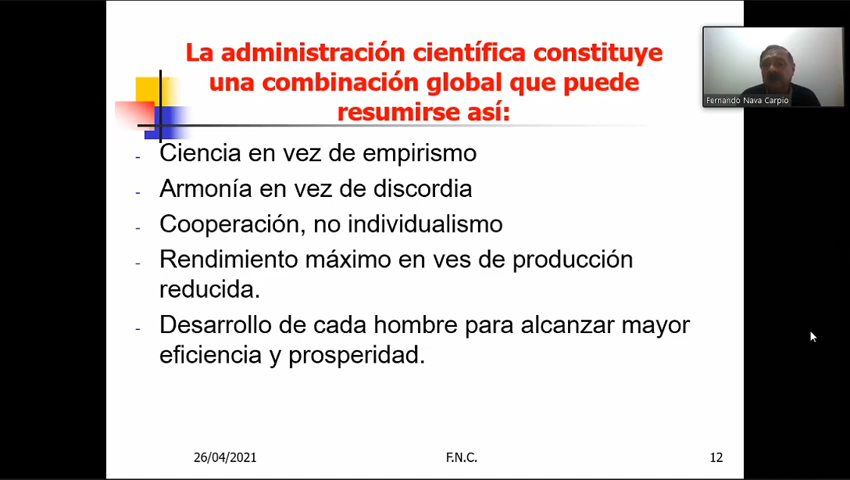 La administración científica constituye
una combinación global que puede
resumirse así:
Fernando Nava Carpio
- Ciencia en vez de empirismo
- Armonía en vez de discordia
- Cooperación, no individualismo
- Rendimiento máximo en ves de producción
reducida.
- Desarrollo de cada hombre para alcanzar mayor
eficiencia y prosperidad.
26/04/2021
F.N.C.
12